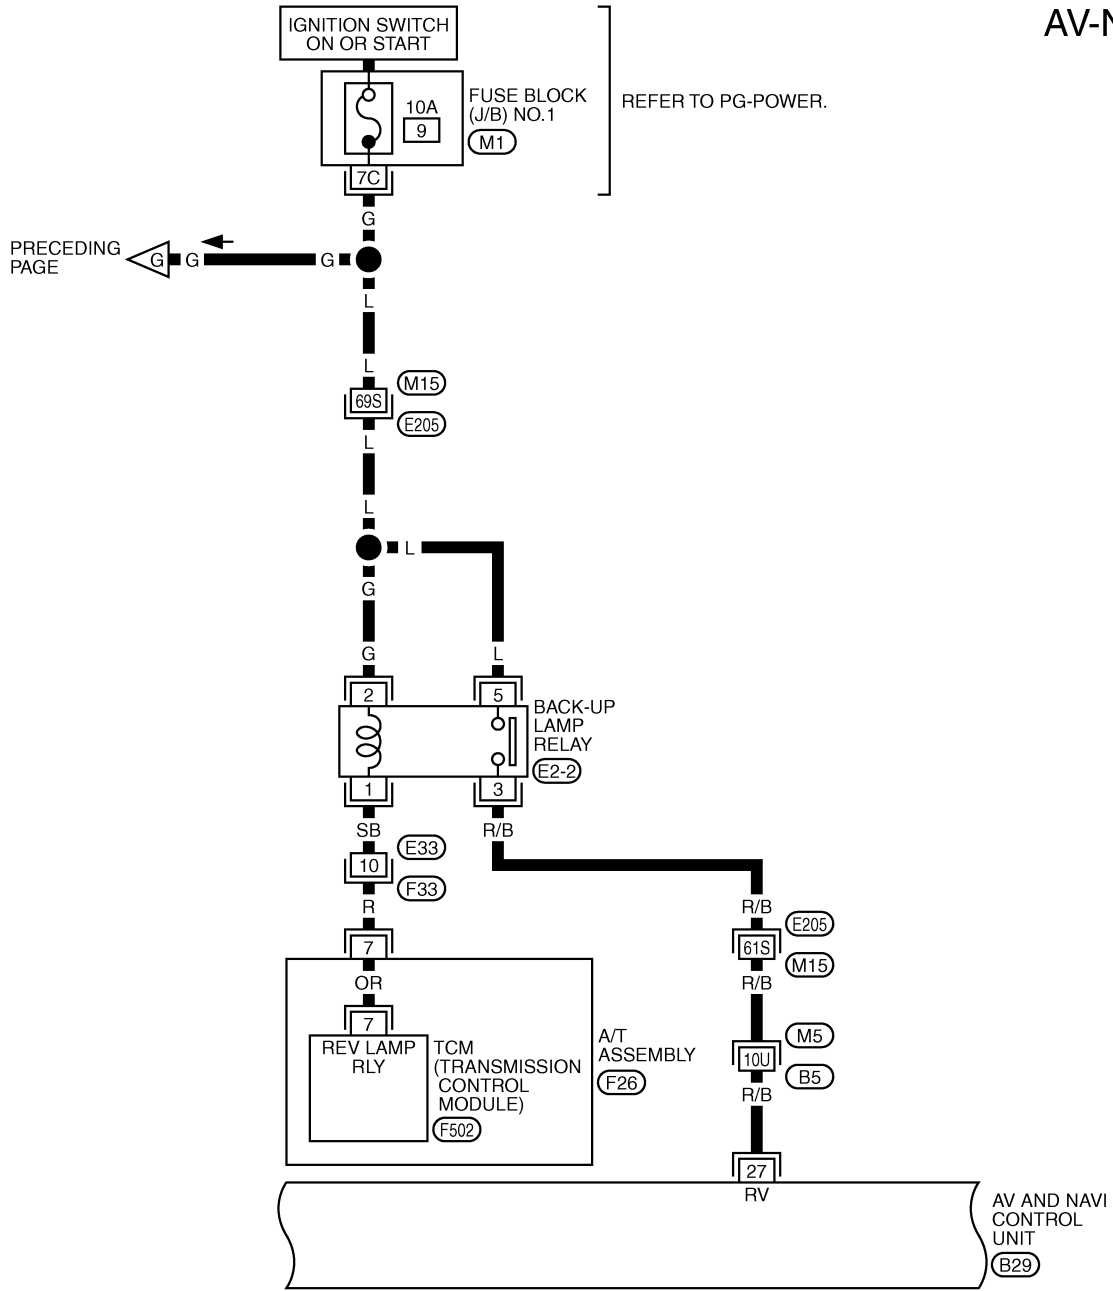 AV-N
IGNITION SWITCH
ON OR START
FUSE BLOCK
(J/B) NO.1
M1
10A
9
REFER TO PG-POWER.
7C
G
PRECEDING
PAGE
G
G
G
L
L
M15
69S
E205
L
L
L
G
G
L
2
5
BACK-UP
LAMP
RELAY
E2-2
1
3
SB
R/B
E33
10
F33
R
R/B
E205
61S
M15
R/B
7
OR
7
REV LAMP
RLY
TCM
(TRANSMISSION
CONTROL
MODULE)
F502
A/T
ASSEMBLY
F26
M5
10U
B5
R/B
27
RV
AV AND NAVI
CONTROL
UNIT
B29